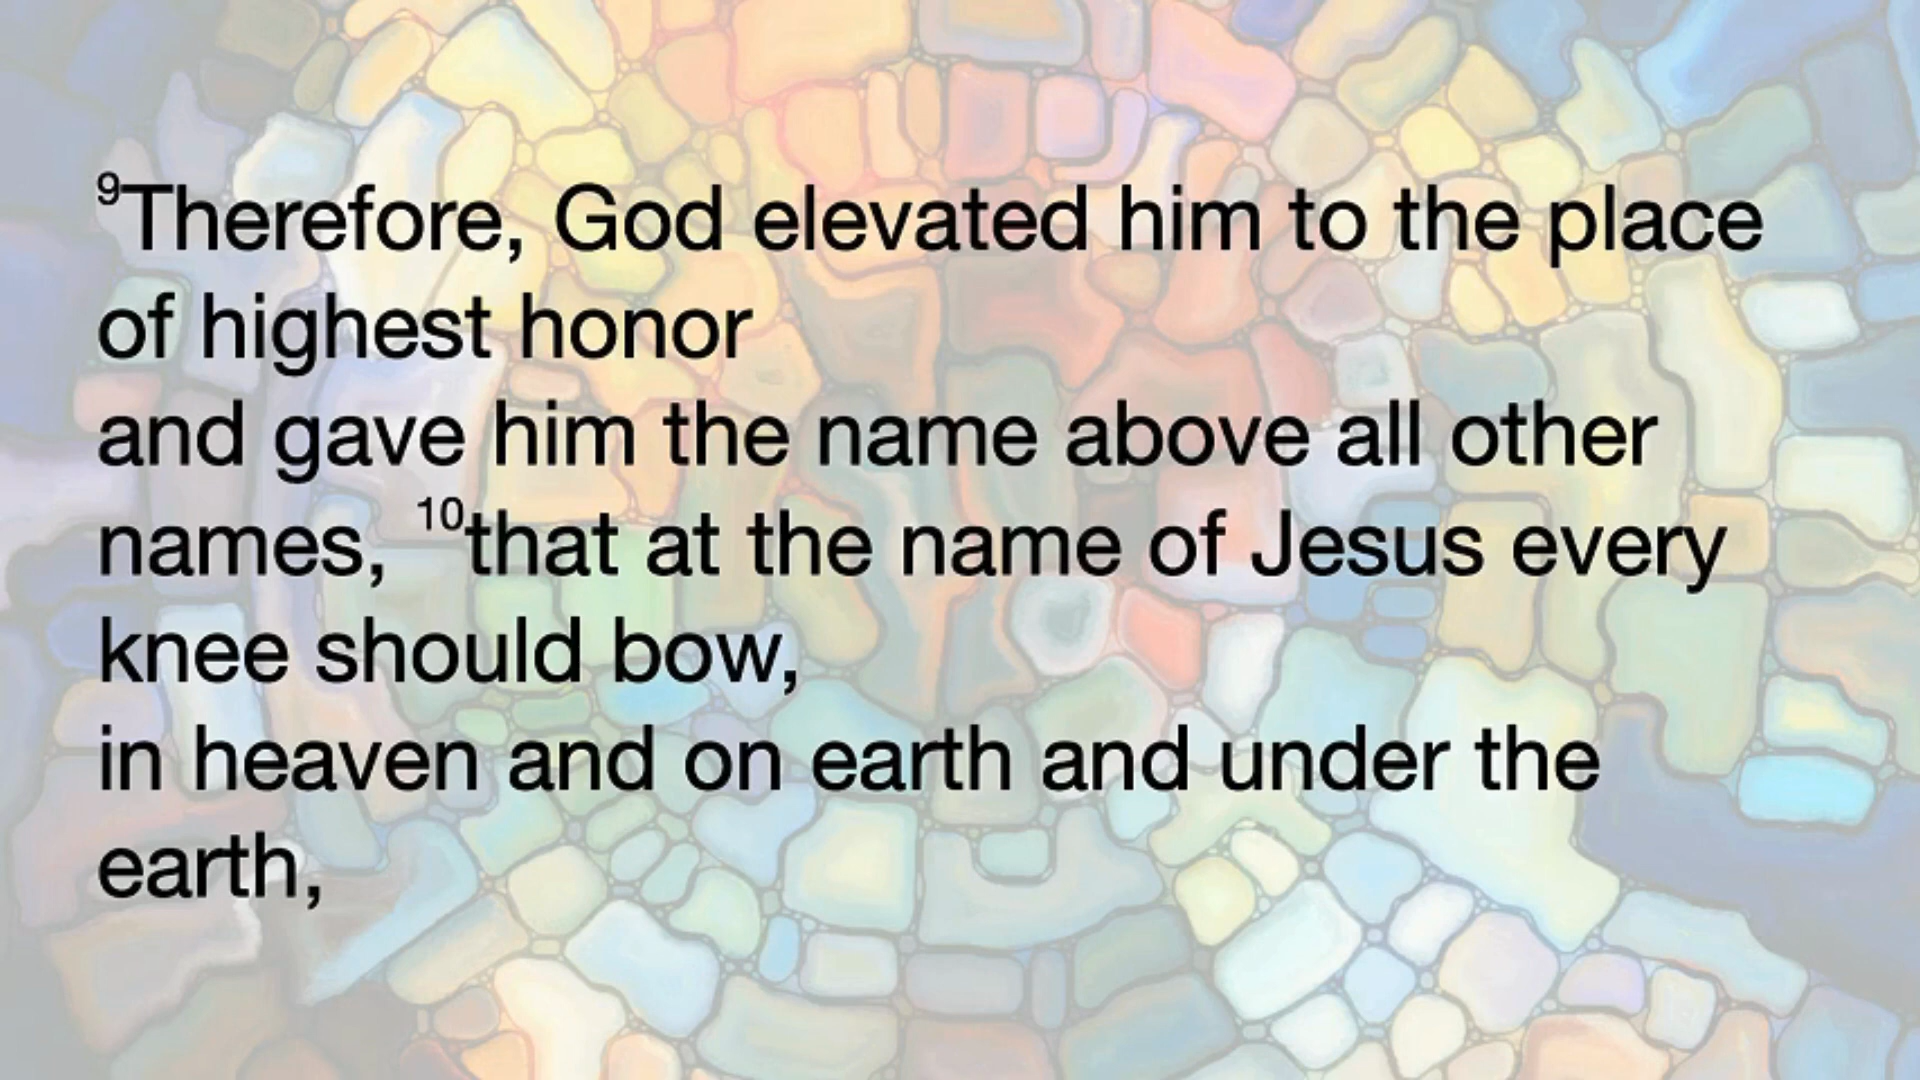 ⁹Therefore, God elevated him to the place
of highest honor
and gave him the name above all other
names, ¹⁰that at the name of Jesus every
knee should bow,
in heaven and on earth and under the
earth,